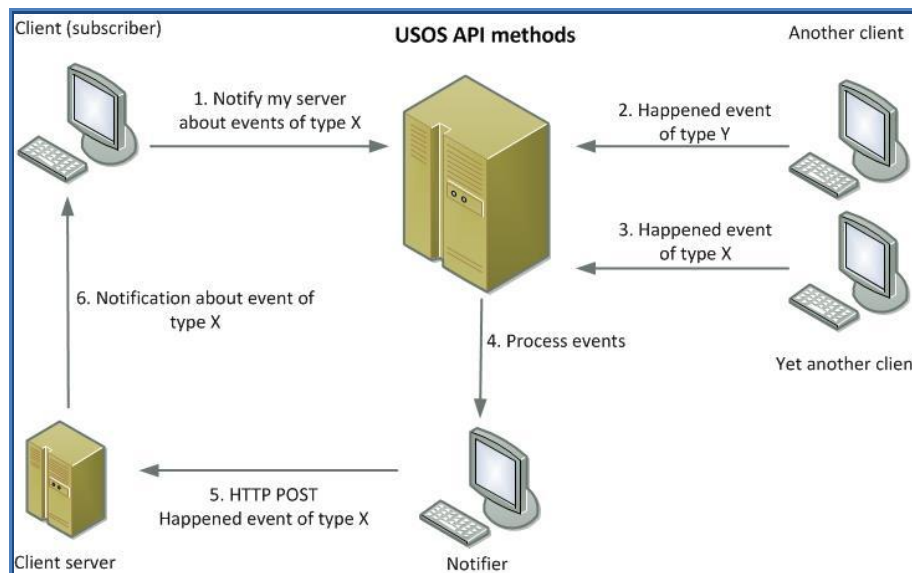 Client (subscriber)
USOS API methods
Another client
1. Notify my server
about events of type X
2. Happened event
of type Y
3. Happened event
of type X
6. Notification about event of
type X
4. Process events
Yet another client
5. HTTP POST
Happened event of type X
Client server
Notifier